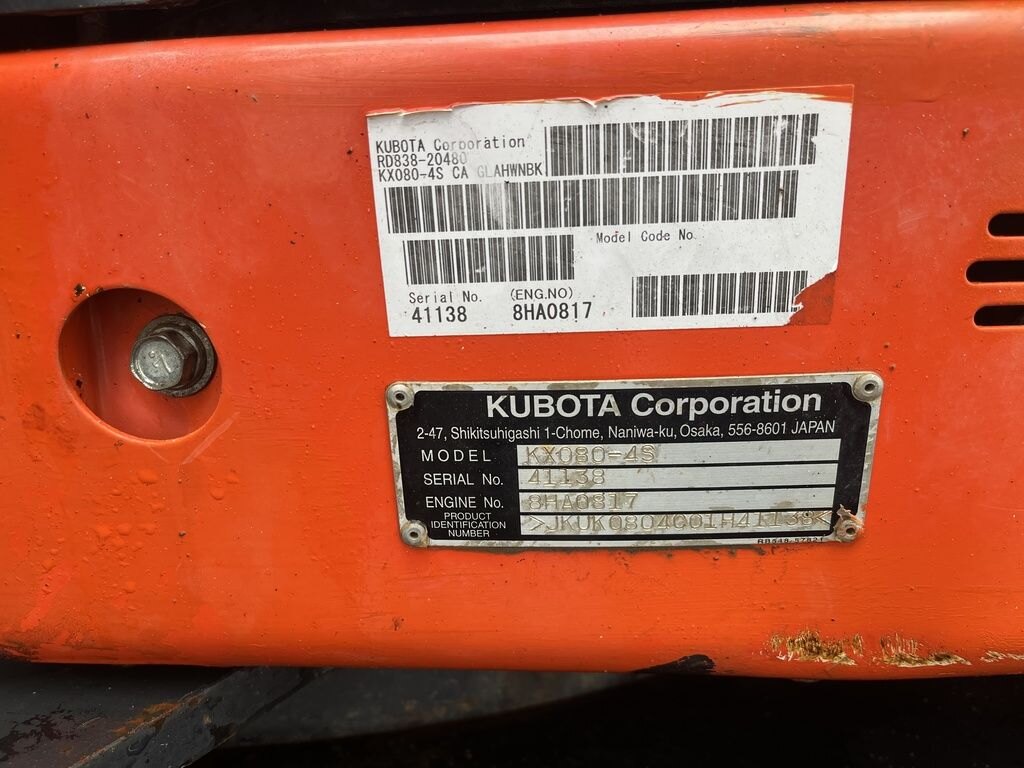 KUBOTA Corporation
RD838-20480
KX080-4S CA GLAHWNBK
Model Code No.
Serial No. (ENG.NO)
41138 8HA0817
KUBOTA Corporation
2-47, Shikitsuhigashi 1-Chome, Naniwa-ku, Osaka, 556-8601 JAPAN
MODEL KX080-4S
SERIAL No. 41138
ENGINE No. 8HA0817
PRODUCT IDENTIFICATION NUMBER >JKUK0804C01H41138<
RB548-57821